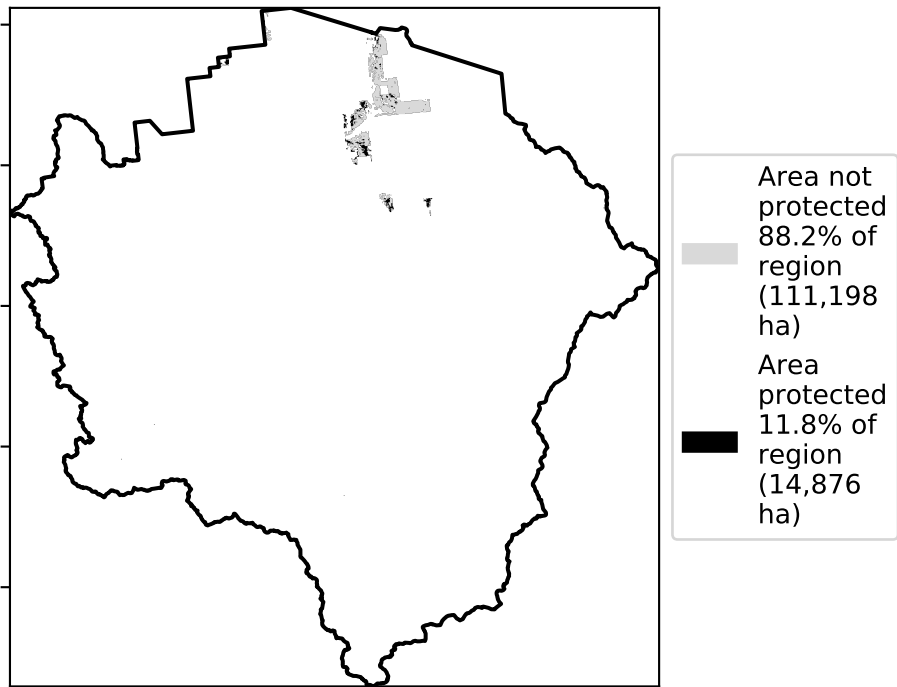 Area not
protected
88.2% of
region
(111,198
ha)
Area
protected
11.8% of
region
(14,876
ha)